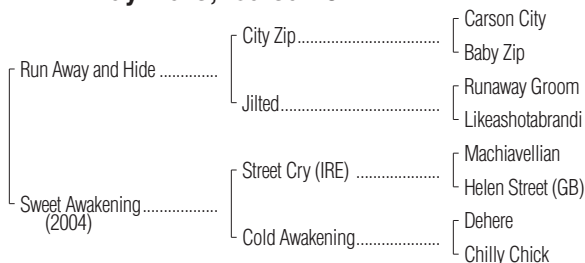 Carson City
City Zip
Baby Zip
Run Away and Hide
Runaway Groom
Jilted
Likeashotabrandi
Machiavellian
Street Cry (IRE)
Helen Street (GB)
Sweet Awakening
(2004)
Dehere
Cold Awakening
Chilly Chick